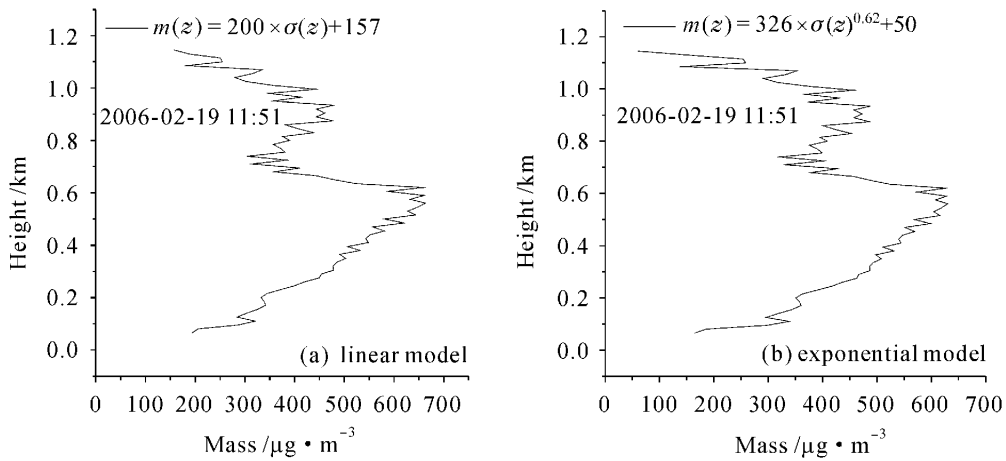 m(z) = 200 × σ(z)+157
1.2
1.0
0.8
0.6
0.4
0.2
0.0
Height /km
2006-02-19 11:51
(a) linear model
0 100 200 300 400 500 600 700
Mass /μg · m⁻³
m(z) = 326 × σ(z)⁰·⁶²+50
1.2
1.0
0.8
0.6
0.4
0.2
0.0
Height /km
2006-02-19 11:51
(b) exponential model
0 100 200 300 400 500 600 700
Mass /μg · m⁻³